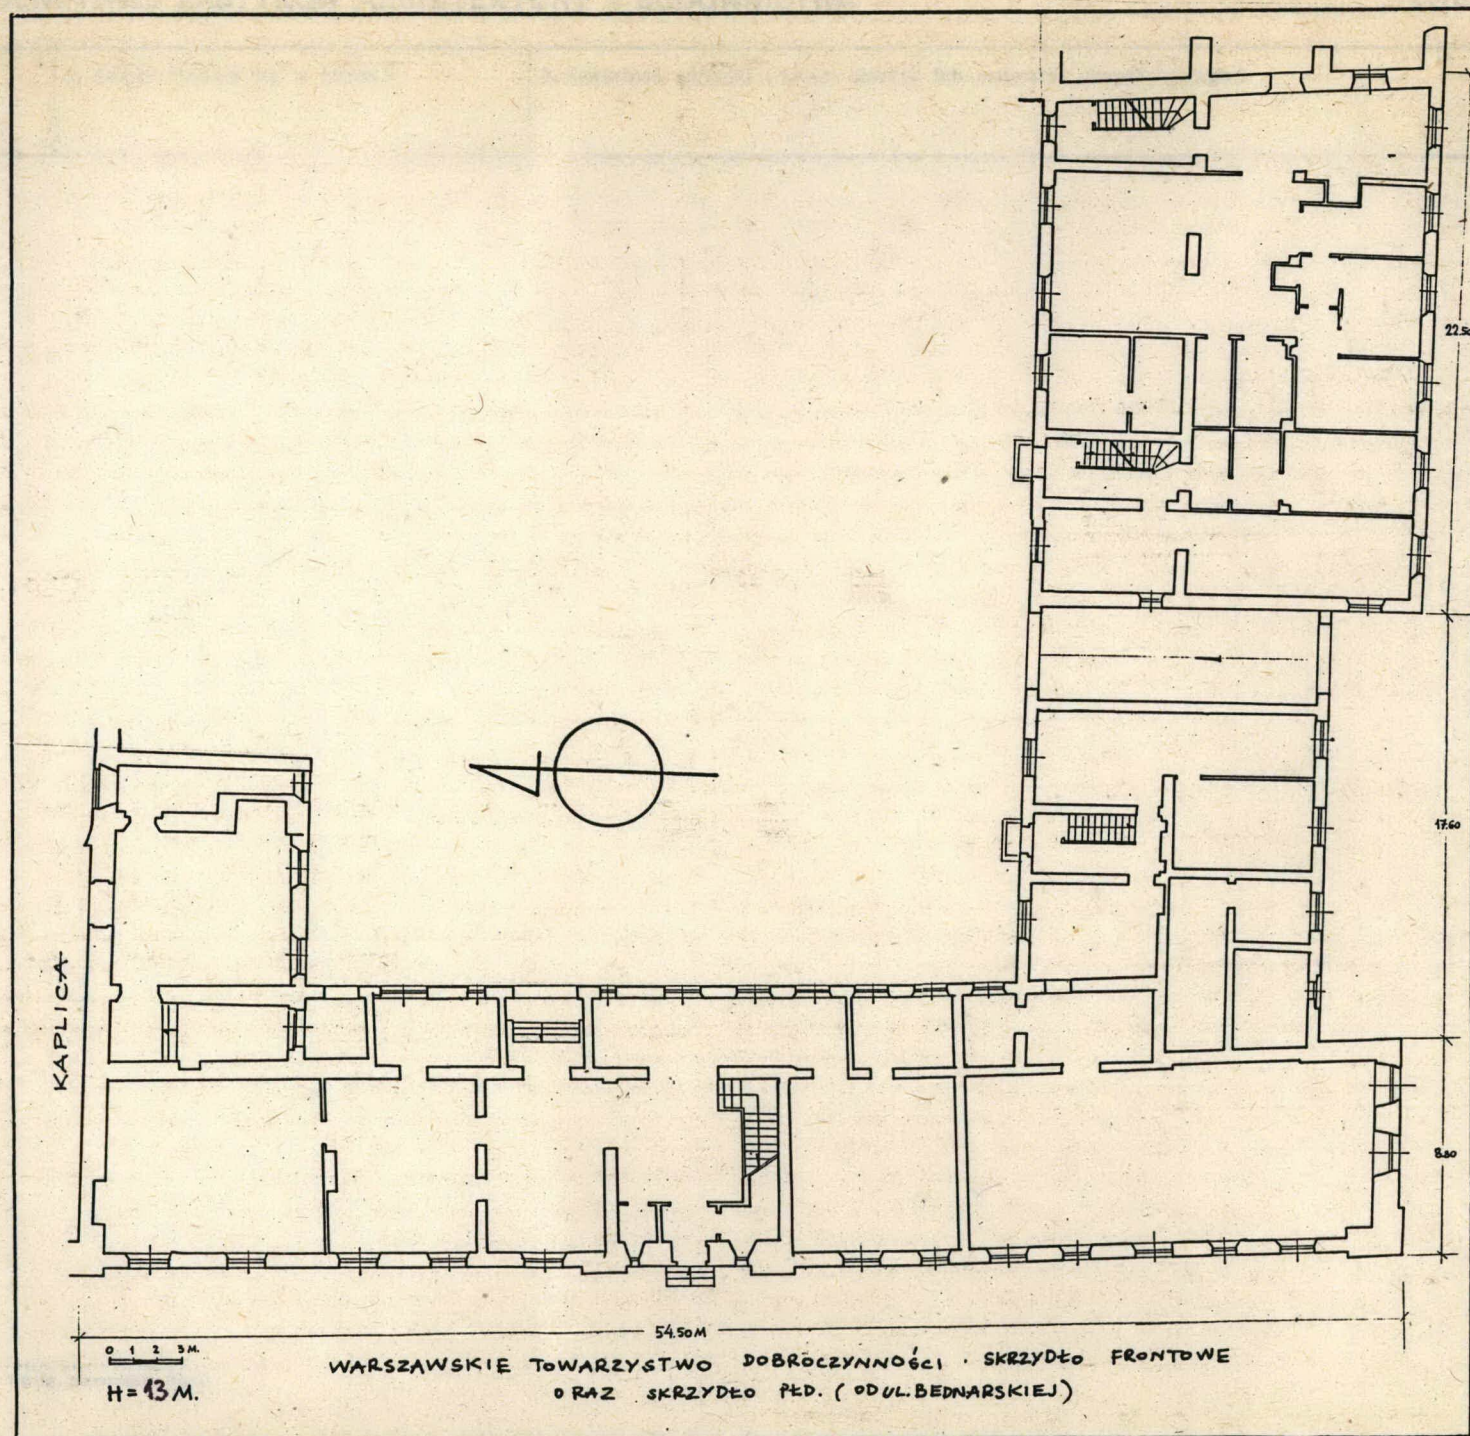 22.50
17.60
KAPLICA
8.80
54.50M
0 1 2 3M.
H=13M.
WARSZAWSKIE TOWARZYSTWO DOBROCZYNNOŚCI . SKRZYDŁO FRONTOWE
ORAZ SKRZYDŁO PŁD. (OD UL. BEDNARSKIEJ)